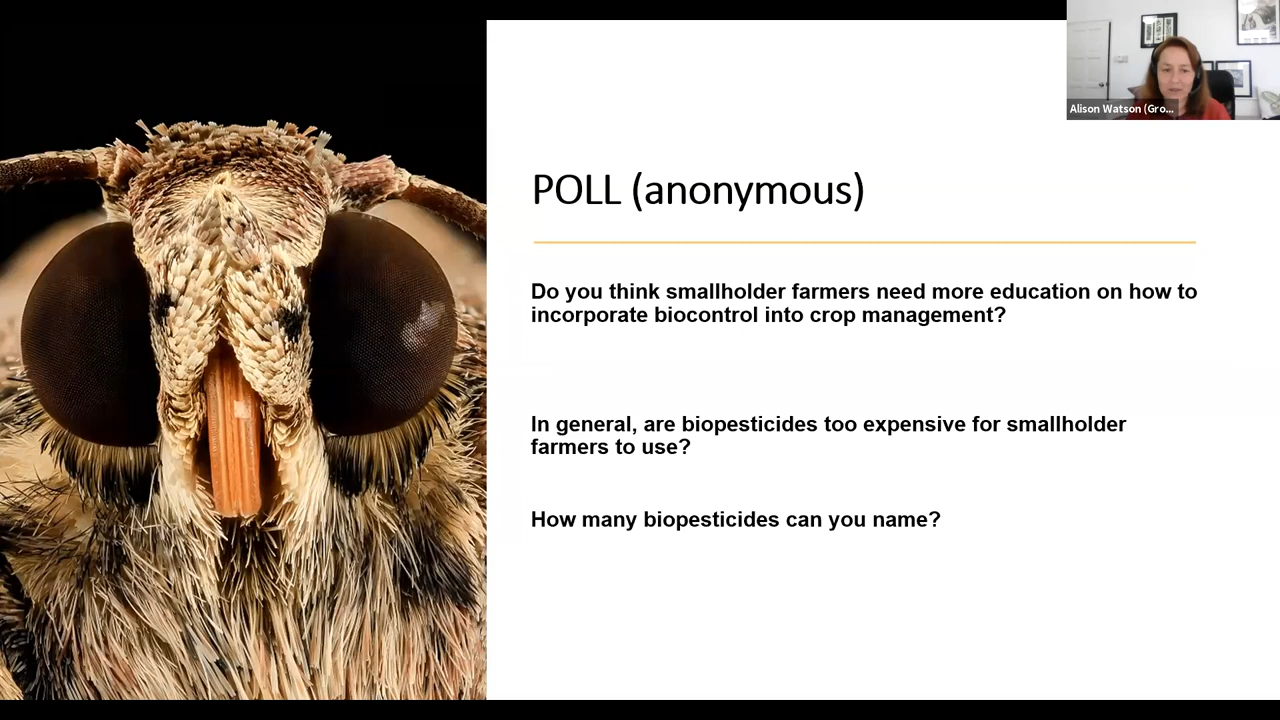 Alison Watson (Gro...
POLL (anonymous)
Do you think smallholder farmers need more education on how to
incorporate biocontrol into crop management?
In general, are biopesticides too expensive for smallholder
farmers to use?
How many biopesticides can you name?